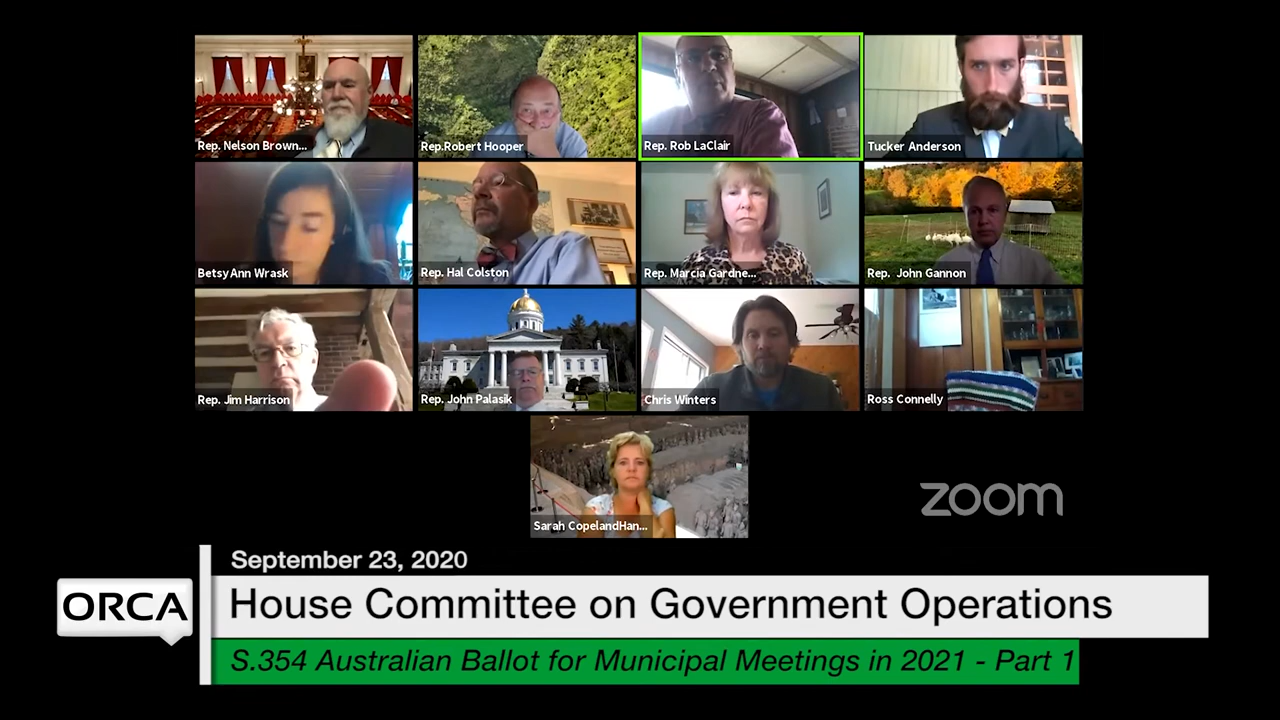 Rep. Nelson Brown...
Rep.Robert Hooper
Rep. Rob LaClair
Tucker Anderson
BetsyAnn Wrask
Rep. Hal Colston
Rep. Marcia Gardne...
Rep. John Gannon
Rep. Jim Harrison
Rep. John Palasik
Chris Winters
Ross Connelly
Sarah CopelandHan...
zoom
September 23, 2020
ORCA
House Committee on Government Operations
S.354 Australian Ballot for Municipal Meetings in 2021 - Part 1